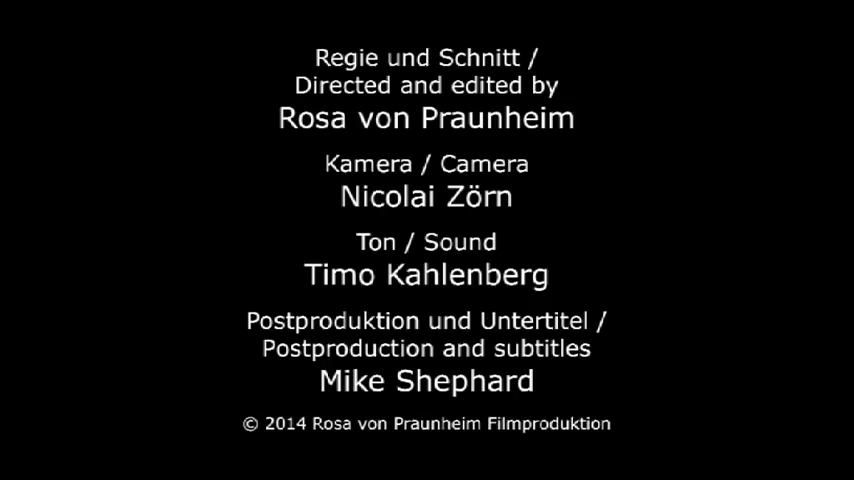 Regie und Schnitt /
Directed and edited by
Rosa von Praunheim
Kamera / Camera
Nicolai Zörn
Ton / Sound
Timo Kahlenberg
Postproduktion und Untertitel /
Postproduction and subtitles
Mike Shephard
© 2014 Rosa von Praunheim Filmproduktion